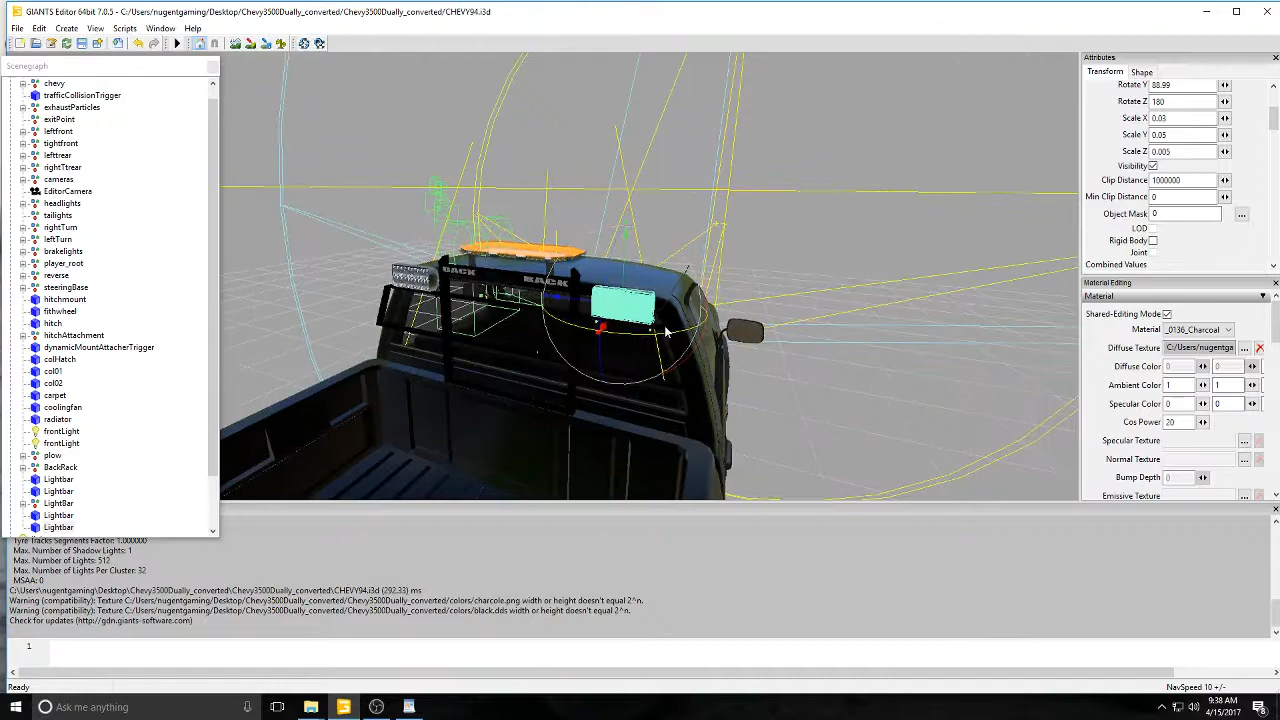 GIANTS Editor 64bit 7.0.5 - C:/Users/nugentgaming/Desktop/Chevy3500Dually_converted/Chevy3500Dually_converted/CHEVY94.i3d
File Edit Create View Scripts Window Help
Scenegraph
chevy
trafficCollisionTrigger
exhaustParticles
exitPoint
leftfront
tightfront
lefttrear
rightTtrear
cameras
EditorCamera
headlights
tailights
rightTurn
leftTurn
brakelights
player_root
reverse
steeringBase
hitchmount
fithwheel
hitch
hitchAttachment
dynamicMountAttacherTrigger
colHatch
col01
col02
carpet
coolingfan
radiator
frontLight
frontLight
plow
BackRack
Lightbar
Lightbar
LightBar
Lightbar
Lightbar
BACK BACK
Attributes
Transform Shape
Rotate Y 88.99
Rotate Z 180
Scale X 0.03
Scale Y 0.05
Scale Z 0.005
Visibility
Clip Distance 1000000
Min Clip Distance 0
Object Mask 0 ...
LOD
Rigid Body
Joint
Combined Values
Material Editing
Material
Shared-Editing Mode
Material _0136_Charcoal
Diffuse Texture C:/Users/nugentga ...
Diffuse Color 0 0
Ambient Color 1 1
Specular Color 0 0
Cos Power 20
Specular Texture ...
Normal Texture ...
Bump Depth 0
Emissive Texture ...
Tyre Tracks Segments Factor: 1.000000
Max. Number of Shadow Lights: 1
Max. Number of Lights: 512
Max. Number of Lights Per Cluster: 32
MSAA: 0
C:\Users\nugentgaming\Desktop\Chevy3500Dually_converted\Chevy3500Dually_converted\CHEVY94.i3d (292.33) ms
Warning (compatibility): Texture C:/Users/nugentgaming/Desktop/Chevy3500Dually_converted/Chevy3500Dually_converted/colors/charcole.png width or height doesn't equal 2^n.
Warning (compatibility): Texture C:/Users/nugentgaming/Desktop/Chevy3500Dually_converted/Chevy3500Dually_converted/colors/black.dds width or height doesn't equal 2^n.
Check for updates (http://gdn.giants-software.com)
1
Ready NavSpeed 10 +/-
Ask me anything
9:38 AM
4/15/2017
8